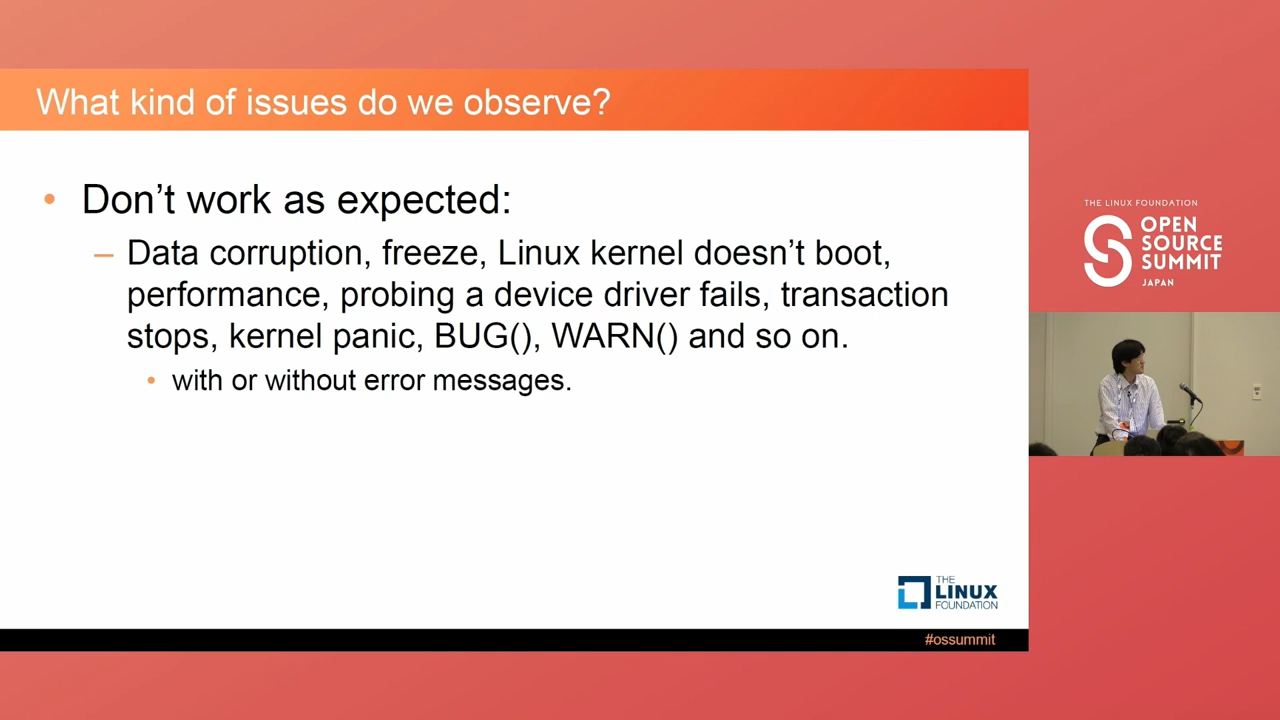 What kind of issues do we observe?
• Don't work as expected:
– Data corruption, freeze, Linux kernel doesn't boot,
performance, probing a device driver fails, transaction
stops, kernel panic, BUG(), WARN() and so on.
• with or without error messages.
THE
LINUX
FOUNDATION
#ossummit
THE LINUX FOUNDATION
OPEN
SOURCE
SUMMIT
JAPAN